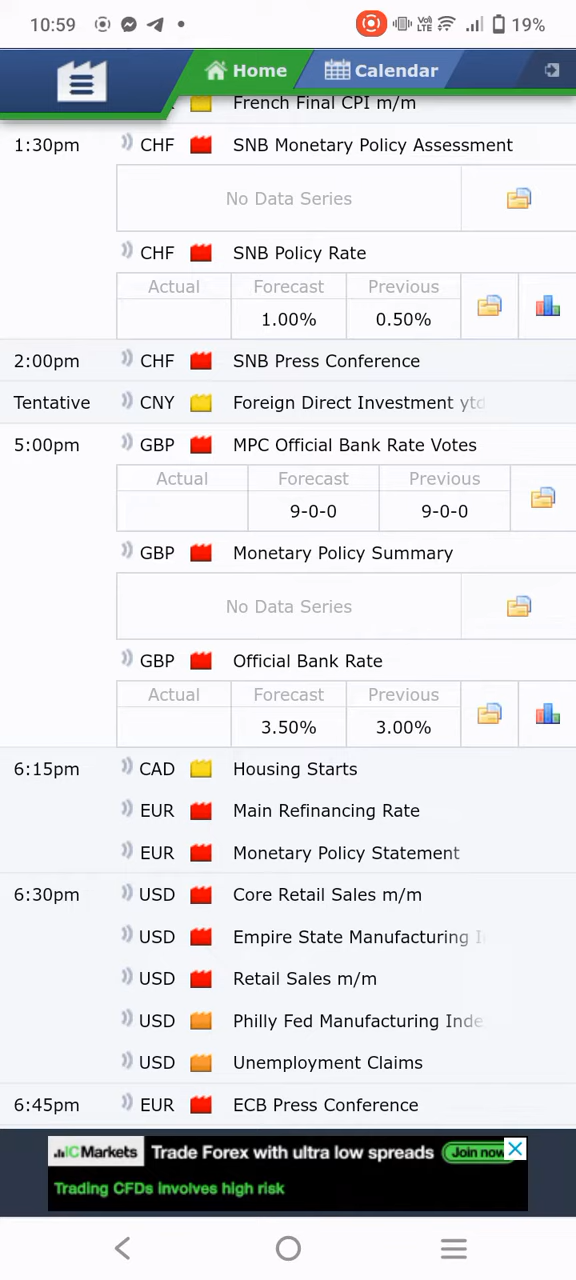 10:59 VoD LTE 19%
Home Calendar
French Final CPI m/m
1:30pm CHF SNB Monetary Policy Assessment
No Data Series
CHF SNB Policy Rate
Actual Forecast Previous
1.00% 0.50%
2:00pm CHF SNB Press Conference
Tentative CNY Foreign Direct Investment ytd
5:00pm GBP MPC Official Bank Rate Votes
Actual Forecast Previous
9-0-0 9-0-0
GBP Monetary Policy Summary
No Data Series
GBP Official Bank Rate
Actual Forecast Previous
3.50% 3.00%
6:15pm CAD Housing Starts
EUR Main Refinancing Rate
EUR Monetary Policy Statement
6:30pm USD Core Retail Sales m/m
USD Empire State Manufacturing I
USD Retail Sales m/m
USD Philly Fed Manufacturing Inde
USD Unemployment Claims
6:45pm EUR ECB Press Conference
IC Markets Trade Forex with ultra low spreads Join now
Trading CFDs involves high risk